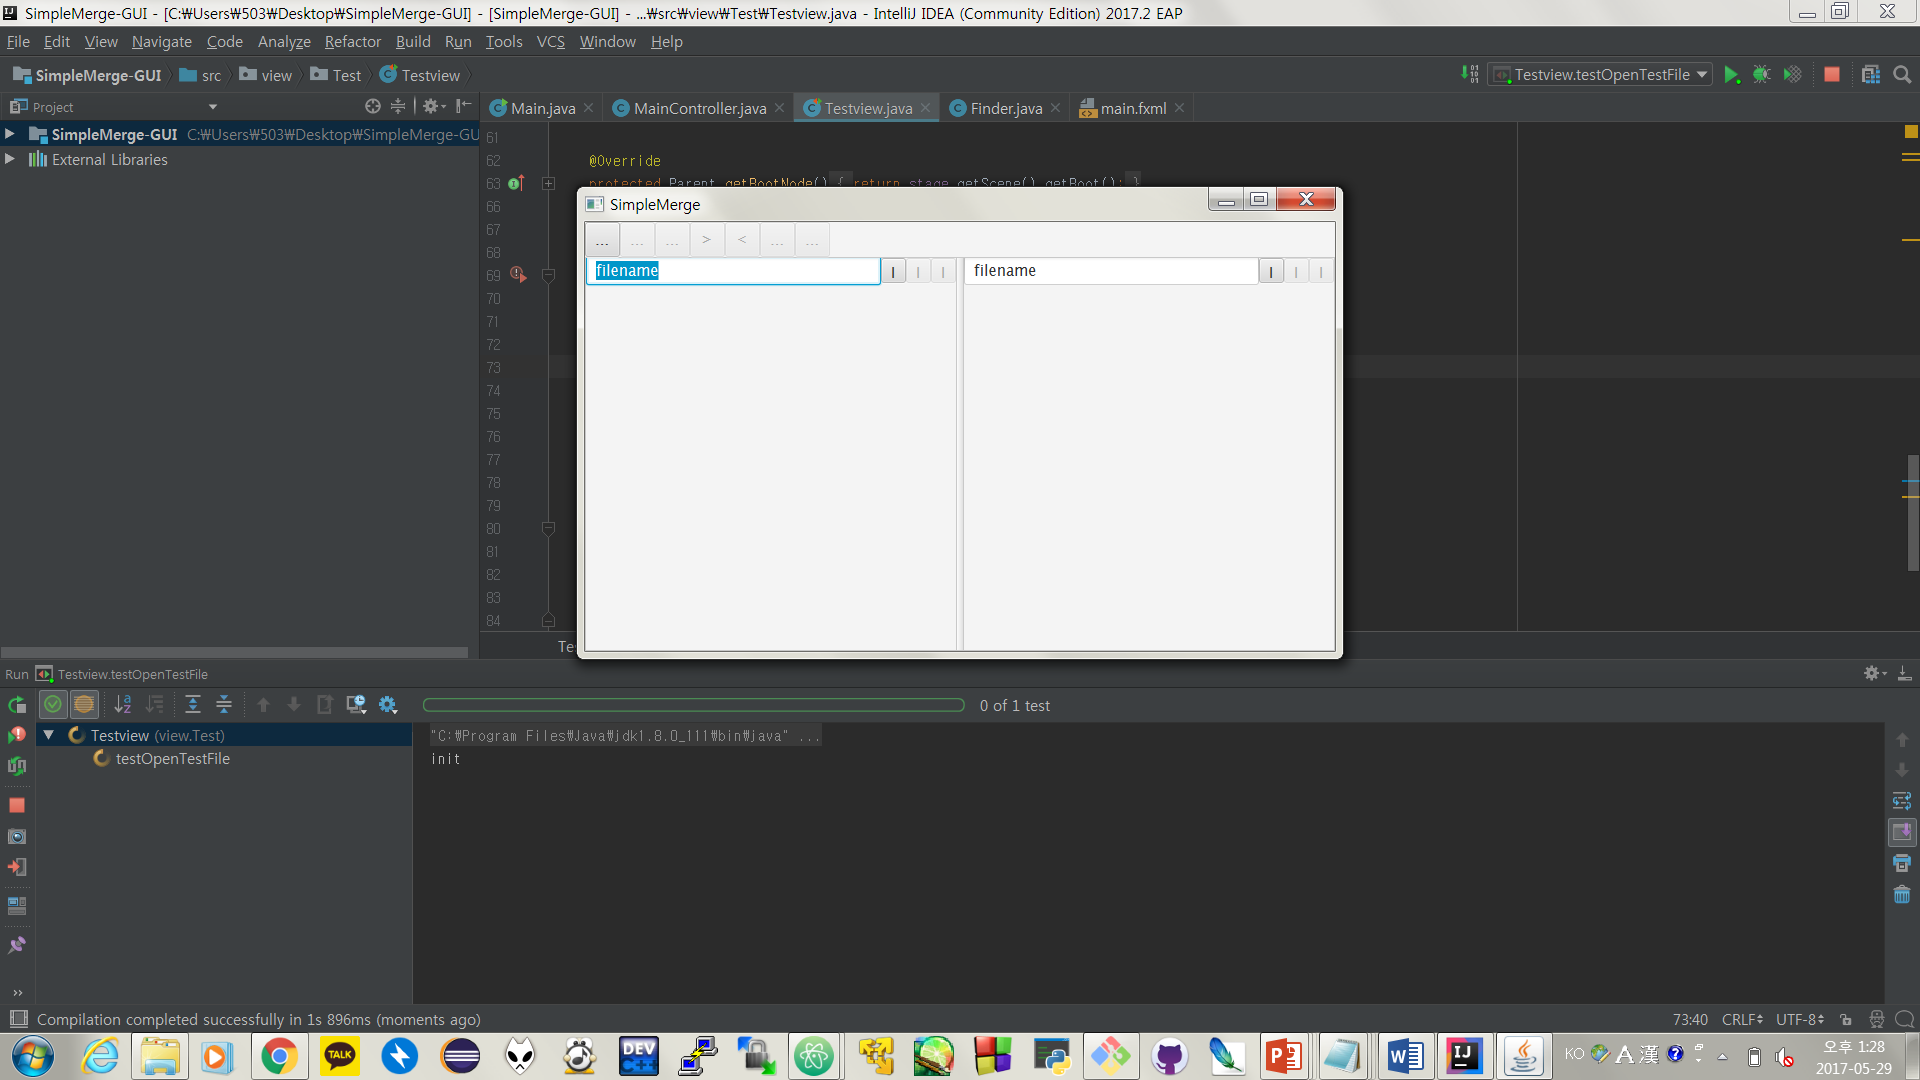 SimpleMerge-GUI - [C:₩Users₩503₩Desktop₩SimpleMerge-GUI] - [SimpleMerge-GUI] - ...₩src₩view₩Test₩Testview.java - IntelliJ IDEA (Community Edition) 2017.2 EAP
File Edit View Navigate Code Analyze Refactor Build Run Tools VCS Window Help
SimpleMerge-GUI src view Test Testview
Testview.testOpenTestFile
Project
Main.java MainController.java Testview.java Finder.java main.fxml
SimpleMerge-GUI C:₩Users₩503₩Desktop₩SimpleMerge-GU
External Libraries
61
62 @Override
63 protected Parent getRootNode() { return stage.getScene().getRoot(); }
66
67
68
69
70
71
72
73
74
75
76
77
78
79
80
81
82
83
84
SimpleMerge
... ... ... > < ... ...
filename | | |
filename | | |
Te
Run Testview.testOpenTestFile
0 of 1 test
Testview (view.Test)
testOpenTestFile
"C:₩Program Files₩Java₩jdk1.8.0_111₩bin₩java" ...
init
Compilation completed successfully in 1s 896ms (moments ago)
73:40 CRLF UTF-8
TALK
DEV C++
IJ
KO A 漢
오후 1:28
2017-05-29